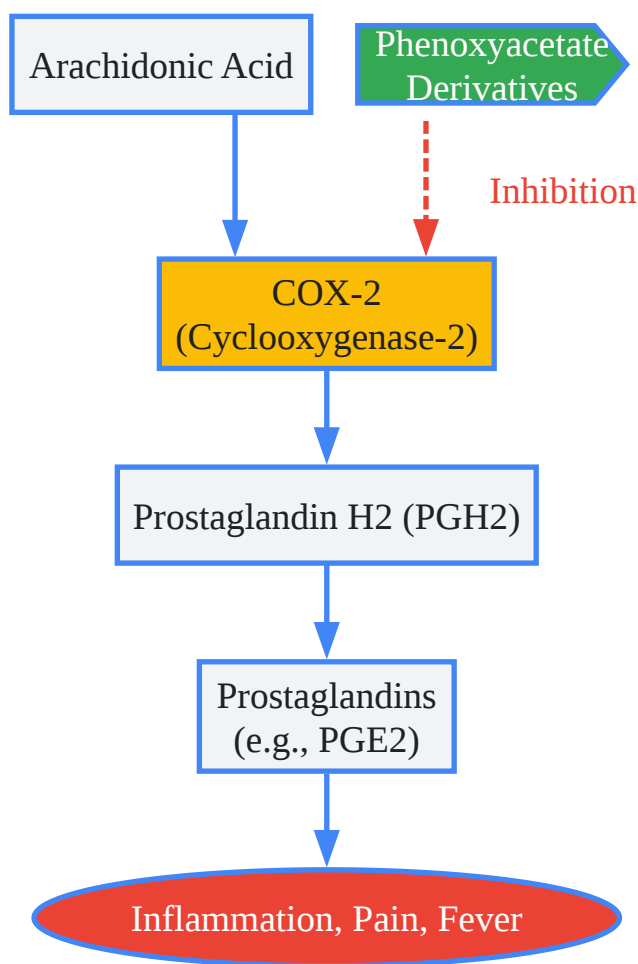 Arachidonic Acid
Phenoxyacetate
Derivatives
Inhibition
COX-2
(Cyclooxygenase-2)
Prostaglandin H2 (PGH2)
Prostaglandins
(e.g., PGE2)
Inflammation, Pain, Fever